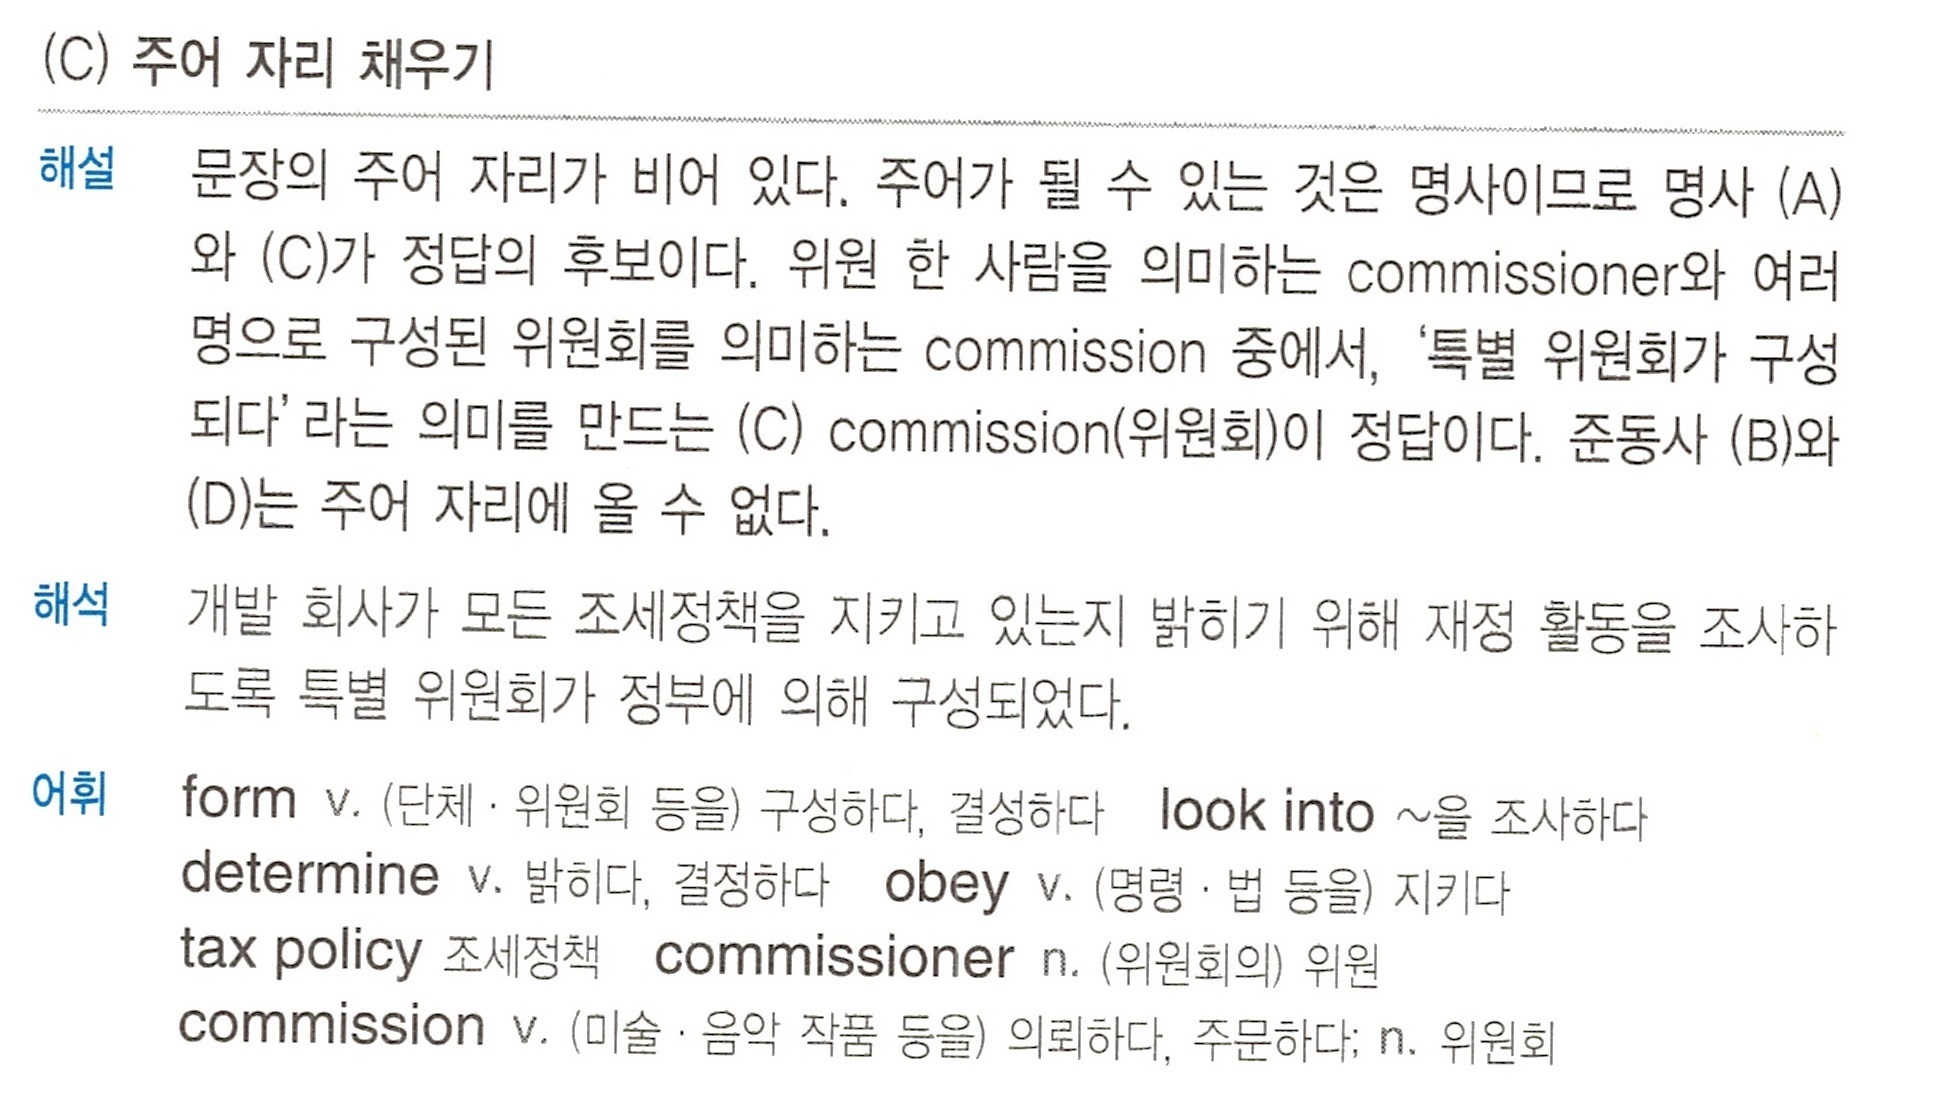 (C) 주어 자리 채우기
해설 문장의 주어 자리가 비어 있다. 주어가 될 수 있는 것은 명사이므로 명사 (A)
와 (C)가 정답의 후보이다. 위원 한 사람을 의미하는 commissioner와 여러
명으로 구성된 위원회를 의미하는 commission 중에서, ‘특별 위원회가 구성
되다’라는 의미를 만드는 (C) commission(위원회)이 정답이다. 준동사 (B)와
(D)는 주어 자리에 올 수 없다.
해석 개발 회사가 모든 조세정책을 지키고 있는지 밝히기 위해 재정 활동을 조사하
도록 특별 위원회가 정부에 의해 구성되었다.
어휘 form v. (단체 · 위원회 등을) 구성하다, 결성하다 look into ~을 조사하다
determine v. 밝히다, 결정하다 obey v. (명령 · 법 등을) 지키다
tax policy 조세정책 commissioner n. (위원회의) 위원
commission v. (미술 · 음악 작품 등을) 의뢰하다, 주문하다; n. 위원회